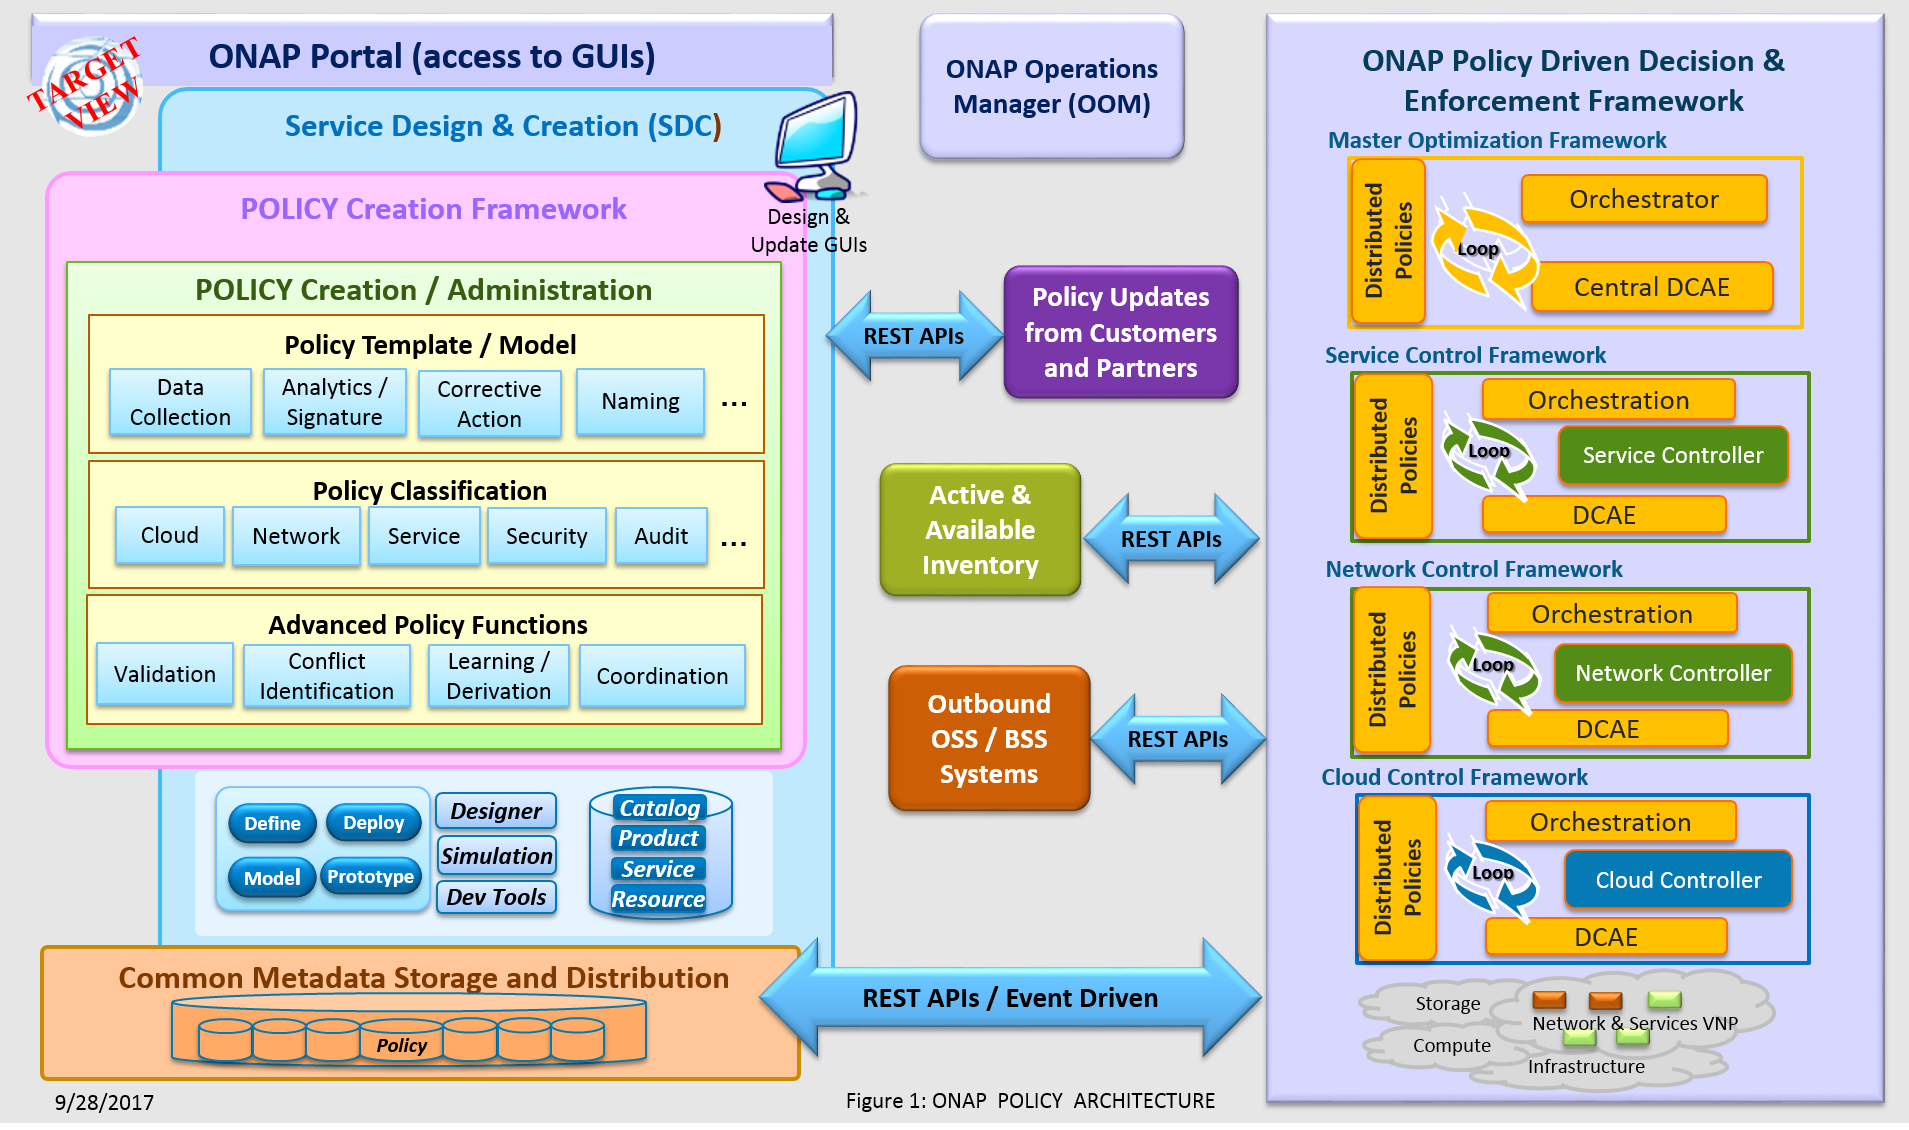 ONAP Portal (access to GUIs)
TARGET
VIEW
Service Design & Creation (SDC)
Design &
Update GUIs
POLICY Creation Framework
POLICY Creation / Administration
Policy Template / Model
Data
Collection
Analytics /
Signature
Corrective
Action
Naming
...
Policy Classification
Cloud
Network
Service
Security
Audit
...
Advanced Policy Functions
Validation
Conflict
Identification
Learning /
Derivation
Coordination
Define
Deploy
Model
Prototype
Designer
Simulation
Dev Tools
Catalog
Product
Service
Resource
Common Metadata Storage and Distribution
Policy
9/28/2017
ONAP Operations
Manager (OOM)
REST APIs
Policy Updates
from Customers
and Partners
Active &
Available
Inventory
REST APIs
Outbound
OSS / BSS
Systems
REST APIs
REST APIs / Event Driven
Figure 1: ONAP POLICY ARCHITECTURE
ONAP Policy Driven Decision &
Enforcement Framework
Master Optimization Framework
Distributed
Policies
Loop
Orchestrator
Central DCAE
Service Control Framework
Distributed
Policies
Loop
Orchestration
Service Controller
DCAE
Network Control Framework
Distributed
Policies
Loop
Orchestration
Network Controller
DCAE
Cloud Control Framework
Distributed
Policies
Loop
Orchestration
Cloud Controller
DCAE
Storage
Network & Services VNP
Compute
Infrastructure